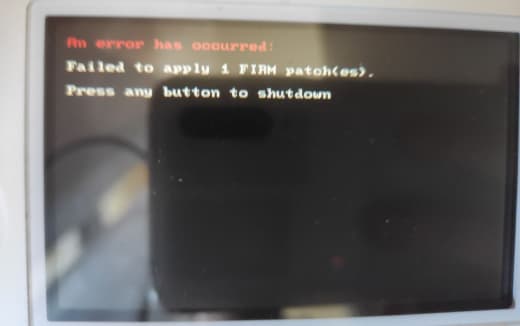 An error has occurred:
Failed to apply 1 FIRM patch(es).
Press any button to shutdown